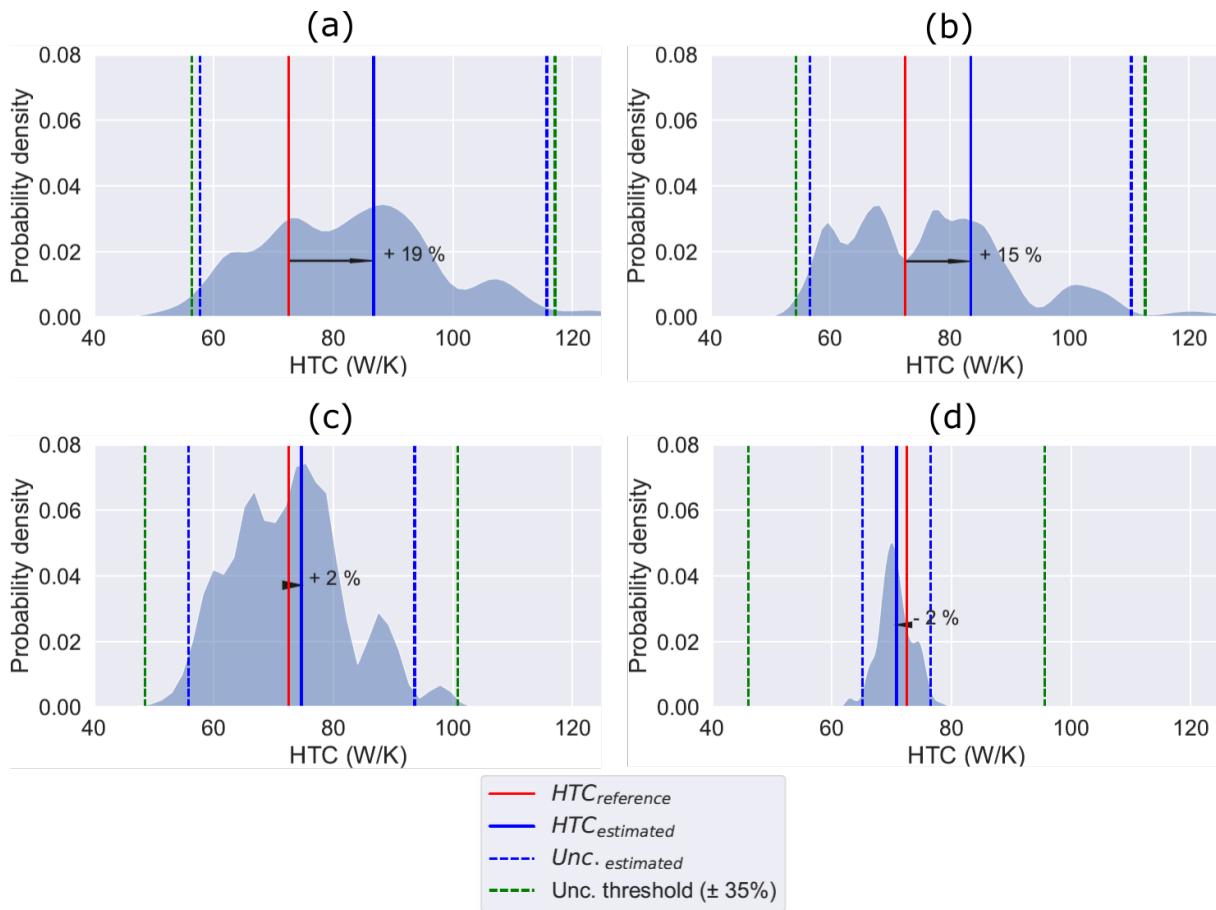 (a)
Probability density
0.08
0.06
0.04
0.02
0.00
+ 19 %
40 60 80 100 120
HTC (W/K)
(b)
Probability density
0.08
0.06
0.04
0.02
0.00
+ 15 %
40 60 80 100 120
HTC (W/K)
(c)
Probability density
0.08
0.06
0.04
0.02
0.00
+ 2 %
40 60 80 100 120
HTC (W/K)
(d)
Probability density
0.08
0.06
0.04
0.02
0.00
- 2 %
40 60 80 100 120
HTC (W/K)
HTC_reference
HTC_estimated
Unc. estimated
Unc. threshold (± 35%)